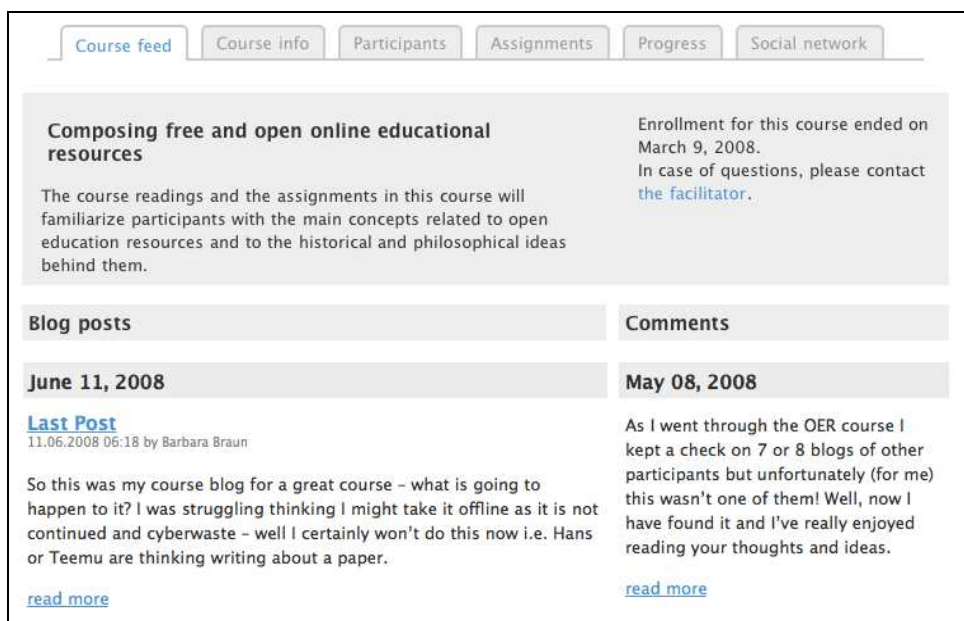 Course feed
Course info
Participants
Assignments
Progress
Social network
Composing free and open online educational
resources
The course readings and the assignments in this course will
familiarize participants with the main concepts related to open
education resources and to the historical and philosophical ideas
behind them.
Enrollment for this course ended on
March 9, 2008.
In case of questions, please contact
the facilitator.
Blog posts
June 11, 2008
Last Post
11.06.2008 06:18 by Barbara Braun
So this was my course blog for a great course – what is going to
happen to it? I was struggling thinking I might take it offline as it is not
continued and cyberwaste – well I certainly won't do this now i.e. Hans
or Teemu are thinking writing about a paper.
read more
Comments
May 08, 2008
As I went through the OER course I
kept a check on 7 or 8 blogs of other
participants but unfortunately (for me)
this wasn't one of them! Well, now I
have found it and I've really enjoyed
reading your thoughts and ideas.
read more